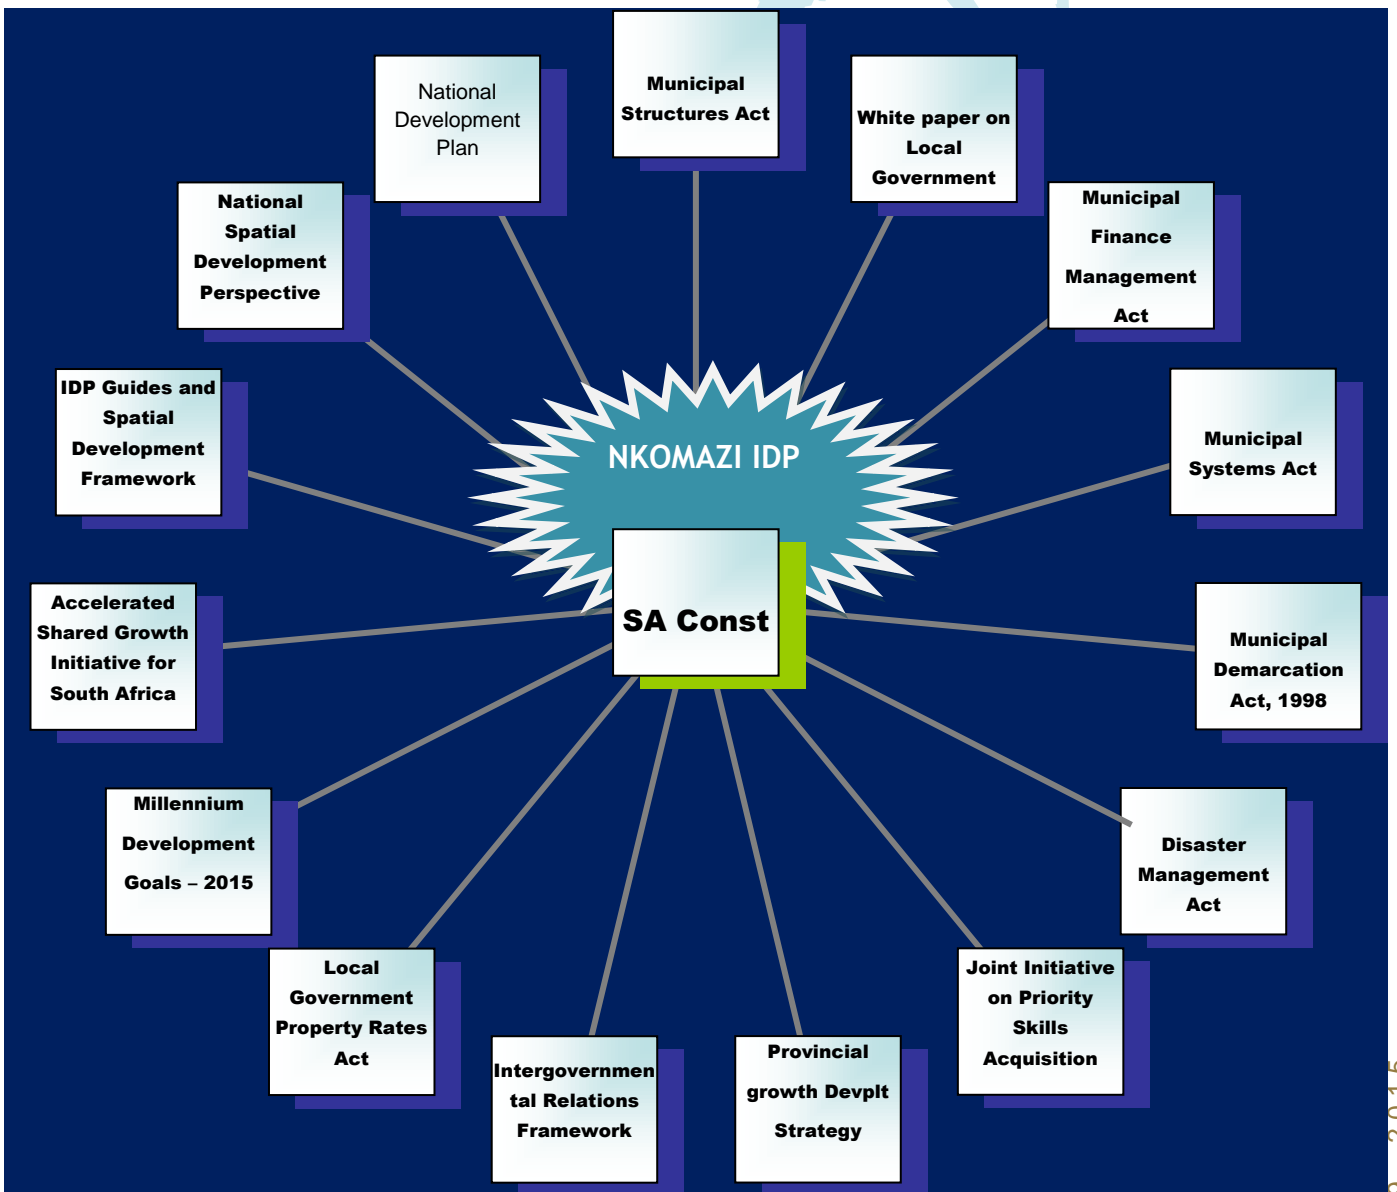 Municipal
Structures Act
National
Development
Plan
White paper on
Local
Government
National
Spatial
Development
Perspective
Municipal
Finance
Management
Act
IDP Guides and
Spatial
Development
Framework
NKOMAZI IDP
Municipal
Systems Act
SA Const
Accelerated
Shared Growth
Initiative for
South Africa
Municipal
Demarcation
Act, 1998
Millennium
Development
Goals – 2015
Disaster
Management
Act
Local
Government
Property Rates
Act
Joint Initiative
on Priority
Skills
Acquisition
Intergovernmen
tal Relations
Framework
Provincial
growth Devplt
Strategy